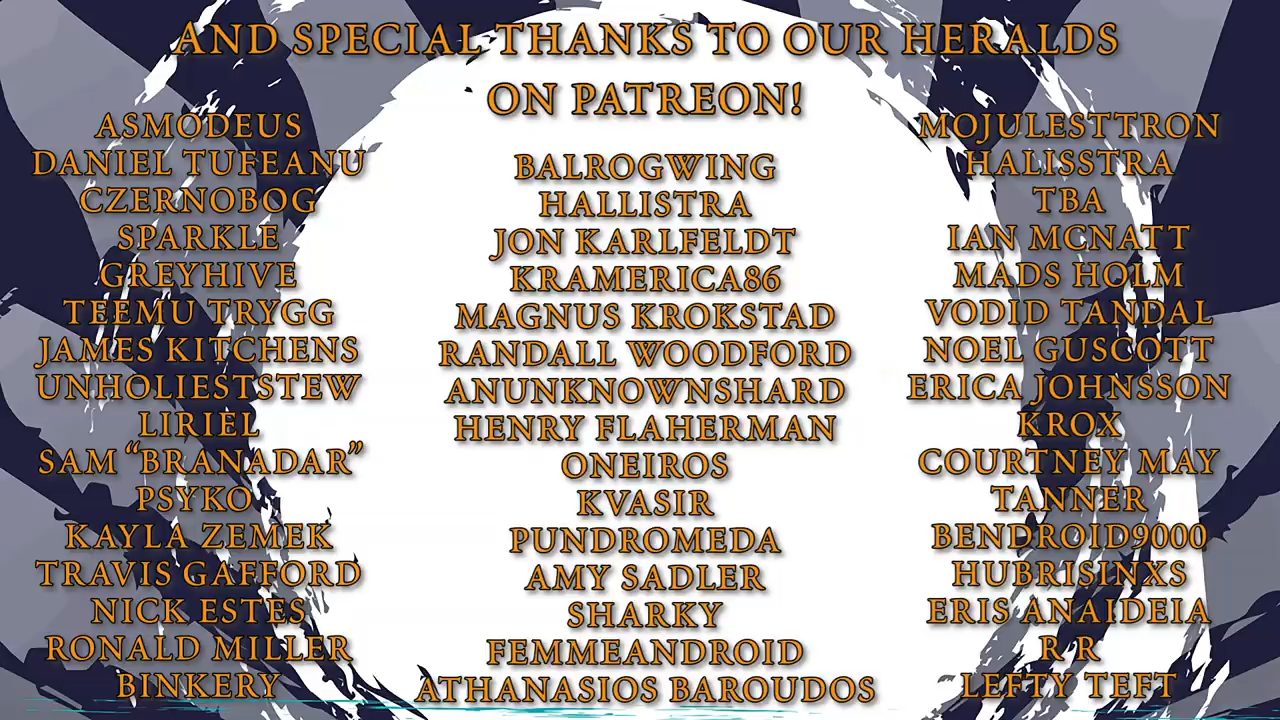 AND SPECIAL THANKS TO OUR HERALDS
ON PATREON!
ASMODEUS
DANIEL TUFEANU
CZERNOBOG
SPARKLE
GREYHIVE
TEEMU TRYGG
JAMES KITCHENS
UNHOLIESTSTEW
LIRIEL
SAM “BRANADAR”
PSYKO
KAYLA ZEMEK
TRAVIS GAFFORD
NICK ESTES
RONALD MILLER
BINKERY
BALROGWING
HALLISTRA
JON KARLFELDT
KRAMERICA86
MAGNUS KROKSTAD
RANDALL WOODFORD
ANUNKNOWNSHARD
HENRY FLAHERMAN
ONEIROS
KVASIR
PUNDROMEDA
AMY SADLER
SHARKY
FEMMEANDROID
ATHANASIOS BAROUDOS
MOJULESTTRON
HALISSTRA
TBA
IAN MCNATT
MADS HOLM
VODID TANDAL
NOEL GUSCOTT
ERICA JOHNSSON
KROX
COURTNEY MAY
TANNER
BENDROID9000
HUBRISINXS
ERIS ANAIDEIA
R R
LEFTY TEFT